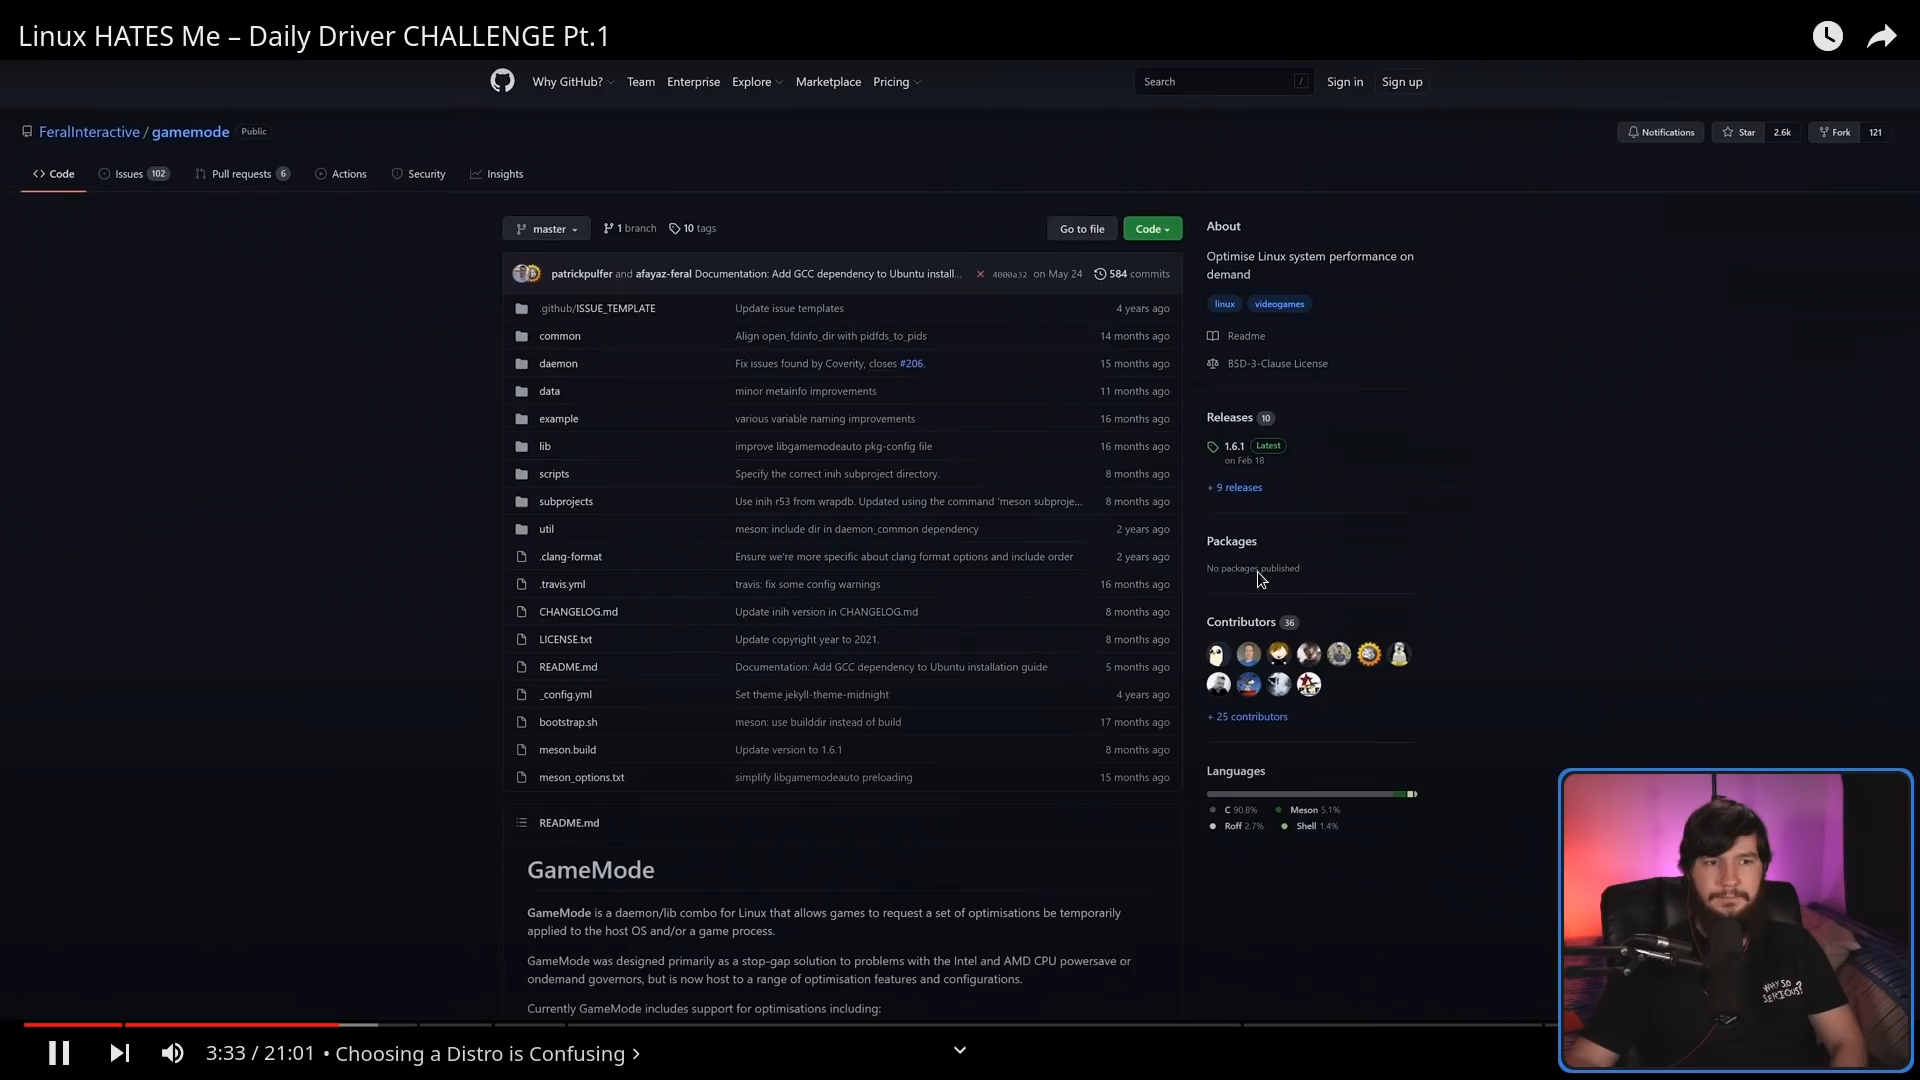 Linux HATES Me – Daily Driver CHALLENGE Pt.1
Why GitHub? Team Enterprise Explore Marketplace Pricing Search / Sign in Sign up
FeralInteractive / gamemode Public
Notifications Star 2.6k Fork 121
Code Issues 102 Pull requests 6 Actions Security Insights
master 1 branch 10 tags Go to file Code
patrickpulfer and afayaz-feral Documentation: Add GCC dependency to Ubuntu install... 4000a32 on May 24 584 commits
.github/ISSUE_TEMPLATE Update issue templates 4 years ago
common Align open_fdinfo_dir with pidfds_to_pids 14 months ago
daemon Fix issues found by Coverity, closes #206. 15 months ago
data minor metainfo improvements 11 months ago
example various variable naming improvements 16 months ago
lib improve libgamemodeauto pkg-config file 16 months ago
scripts Specify the correct inih subproject directory. 8 months ago
subprojects Use inih r53 from wrapdb. Updated using the command 'meson subproje... 8 months ago
util meson: include dir in daemon_common dependency 2 years ago
.clang-format Ensure we're more specific about clang format options and include order 2 years ago
.travis.yml travis: fix some config warnings 16 months ago
CHANGELOG.md Update inih version in CHANGELOG.md 8 months ago
LICENSE.txt Update copyright year to 2021. 8 months ago
README.md Documentation: Add GCC dependency to Ubuntu installation guide 5 months ago
_config.yml Set theme jekyll-theme-midnight 4 years ago
bootstrap.sh meson: use builddir instead of build 17 months ago
meson.build Update version to 1.6.1 8 months ago
meson_options.txt simplify libgamemodeauto preloading 15 months ago
README.md
GameMode
GameMode is a daemon/lib combo for Linux that allows games to request a set of optimisations be temporarily
applied to the host OS and/or a game process.
GameMode was designed primarily as a stop-gap solution to problems with the Intel and AMD CPU powersave or
ondemand governors, but is now host to a range of optimisation features and configurations.
Currently GameMode includes support for optimisations including:
About
Optimise Linux system performance on
demand
linux videogames
Readme
BSD-3-Clause License
Releases 10
1.6.1 Latest
on Feb 18
+ 9 releases
Packages
No packages published
Contributors 36
+ 25 contributors
Languages
C 90.8% Meson 5.1%
Roff 2.7% Shell 1.4%
WHY SO
SERIOUS?
3:33 / 21:01 • Choosing a Distro is Confusing